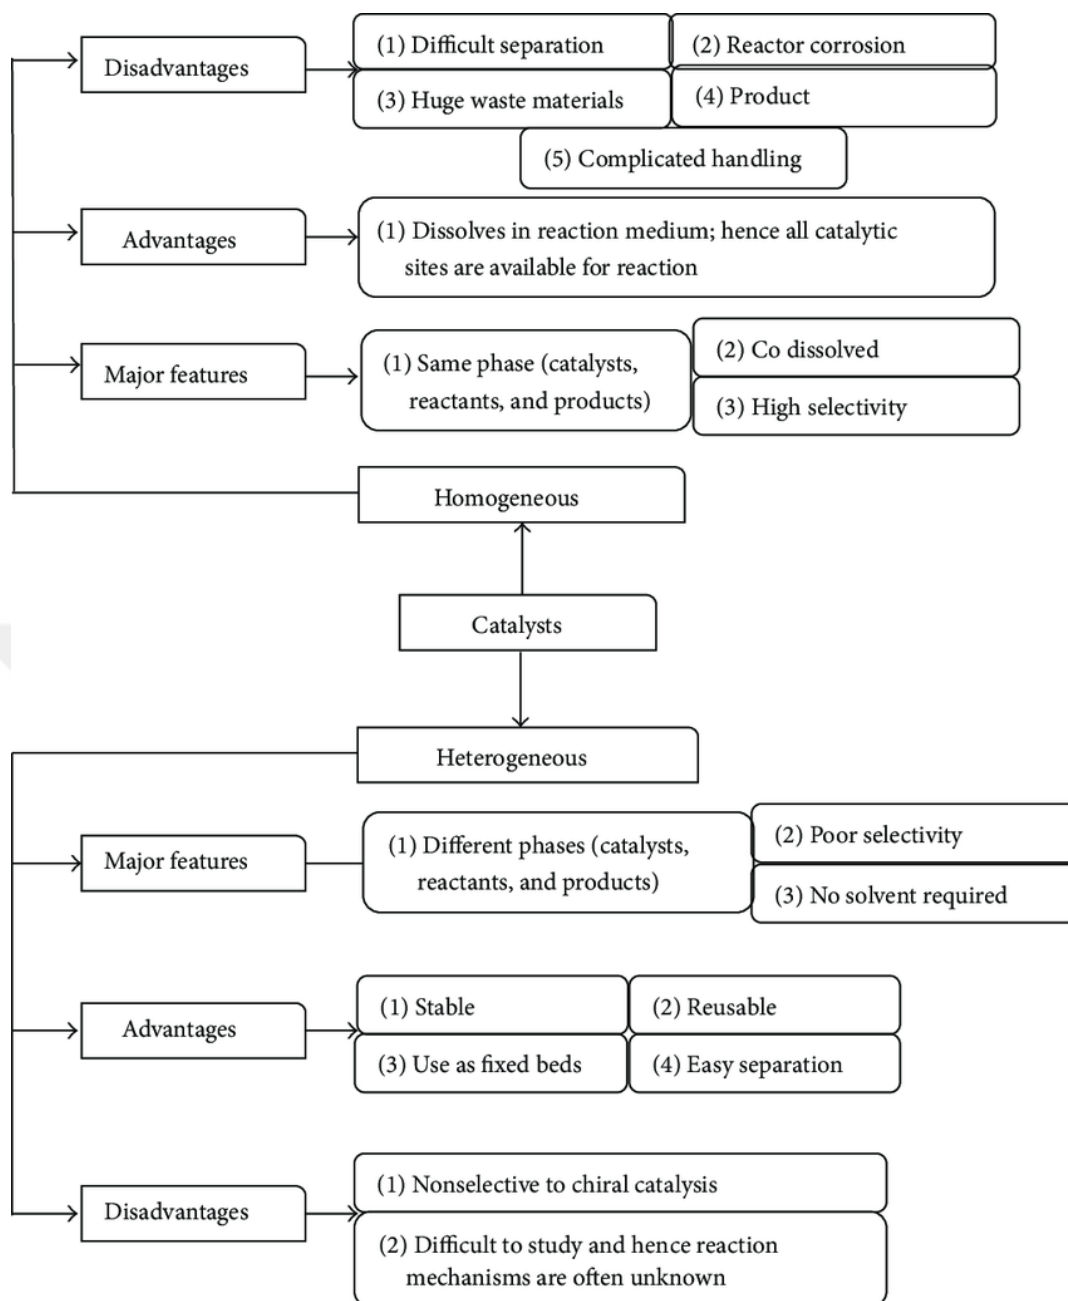 Disadvantages
(1) Difficult separation
(2) Reactor corrosion
(3) Huge waste materials
(4) Product
(5) Complicated handling
Advantages
(1) Dissolves in reaction medium; hence all catalytic
sites are available for reaction
Major features
(1) Same phase (catalysts,
reactants, and products)
(2) Co dissolved
(3) High selectivity
Homogeneous
Catalysts
Heterogeneous
Major features
(1) Different phases (catalysts,
reactants, and products)
(2) Poor selectivity
(3) No solvent required
Advantages
(1) Stable
(2) Reusable
(3) Use as fixed beds
(4) Easy separation
Disadvantages
(1) Nonselective to chiral catalysis
(2) Difficult to study and hence reaction
mechanisms are often unknown